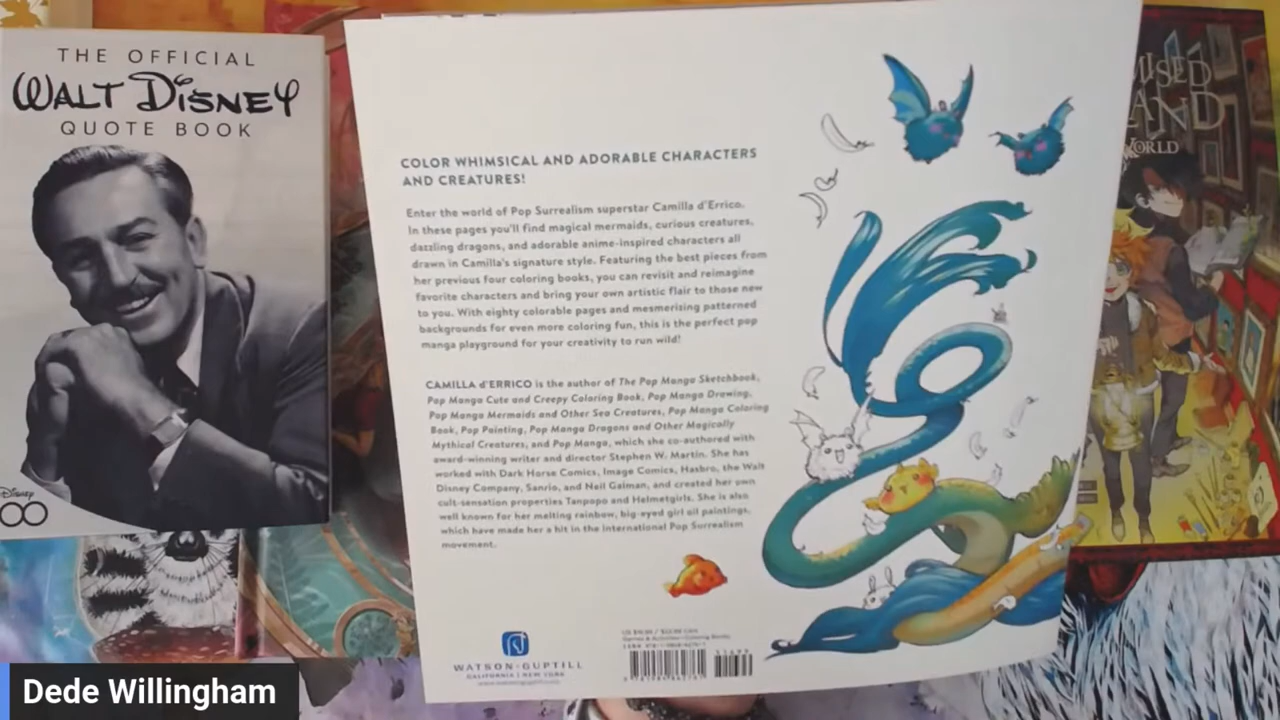 THE OFFICIAL
WALT DISNEY
QUOTE BOOK
Disney
100
COLOR WHIMSICAL AND ADORABLE CHARACTERS
AND CREATURES!
Enter the world of Pop Surrealism superstar Camilla d'Errico.
In these pages you'll find magical mermaids, curious creatures,
dazzling dragons, and adorable anime-inspired characters all
drawn in Camilla's signature style. Featuring the best pieces from
her previous four coloring books, you can revisit and reimagine
favorite characters and bring your own artistic flair to those new
to you. With eighty colorable pages and mesmerizing patterned
backgrounds for even more coloring fun, this is the perfect pop
manga playground for your creativity to run wild!
CAMILLA d'ERRICO is the author of The Pop Manga Sketchbook,
Pop Manga Cute and Creepy Coloring Book, Pop Manga Drawing,
Pop Manga Mermaids and Other Sea Creatures, Pop Manga Coloring
Book, Pop Painting, Pop Manga Dragons and Other Magically
Mythical Creatures, and Pop Manga, which she co-authored with
award-winning writer and director Stephen W. Martin. She has
worked with Dark Horse Comics, Image Comics, Hasbro, the Walt
Disney Company, Sanrio, and Neil Gaiman, and created her own
cult-sensation properties Tanpopo and Helmetgirls. She is also
well known for her melting rainbow, big-eyed girl oil paintings,
which have made her a hit in the International Pop Surrealism
movement.
WATSON-GUPTILL
CALIFORNIA | NEW YORK
MISED
LAND
WORLD
Dede Willingham